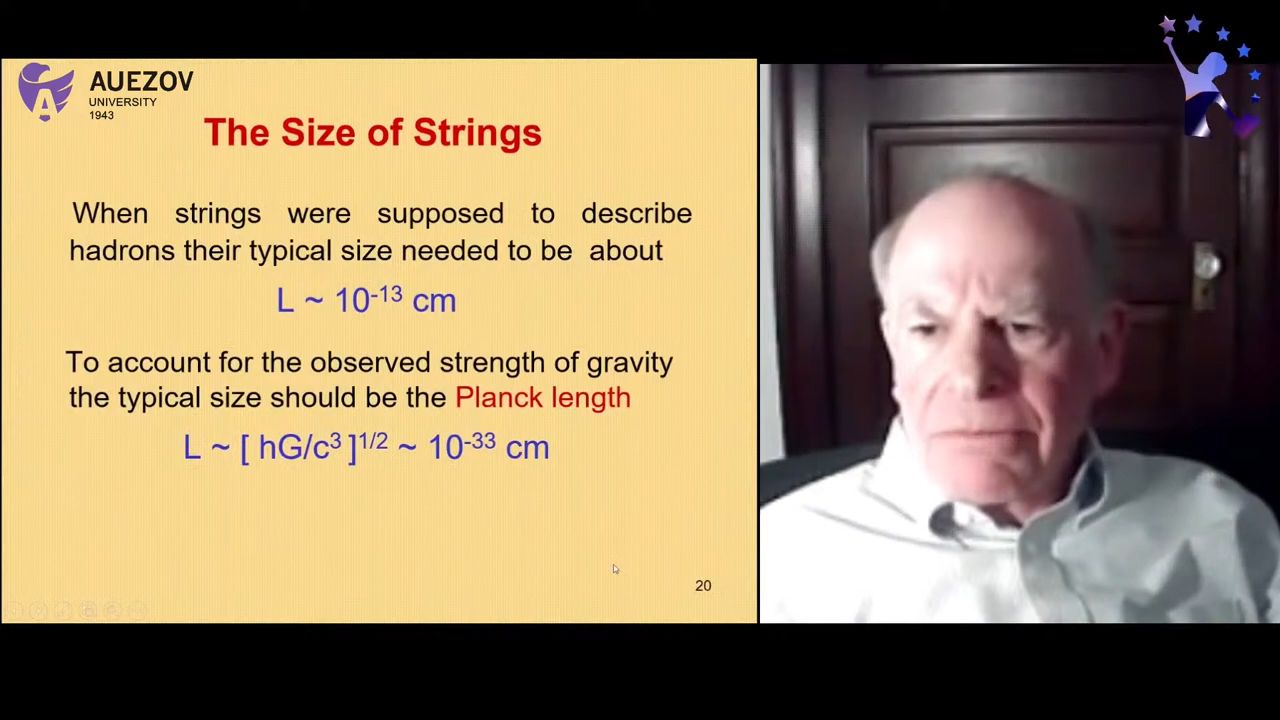 AUEZOV
UNIVERSITY
1943
The Size of Strings
When strings were supposed to describe
hadrons their typical size needed to be about
L ~ 10⁻¹³ cm
To account for the observed strength of gravity
the typical size should be the Planck length
L ~ [ hG/c³ ]¹/² ~ 10⁻³³ cm
20